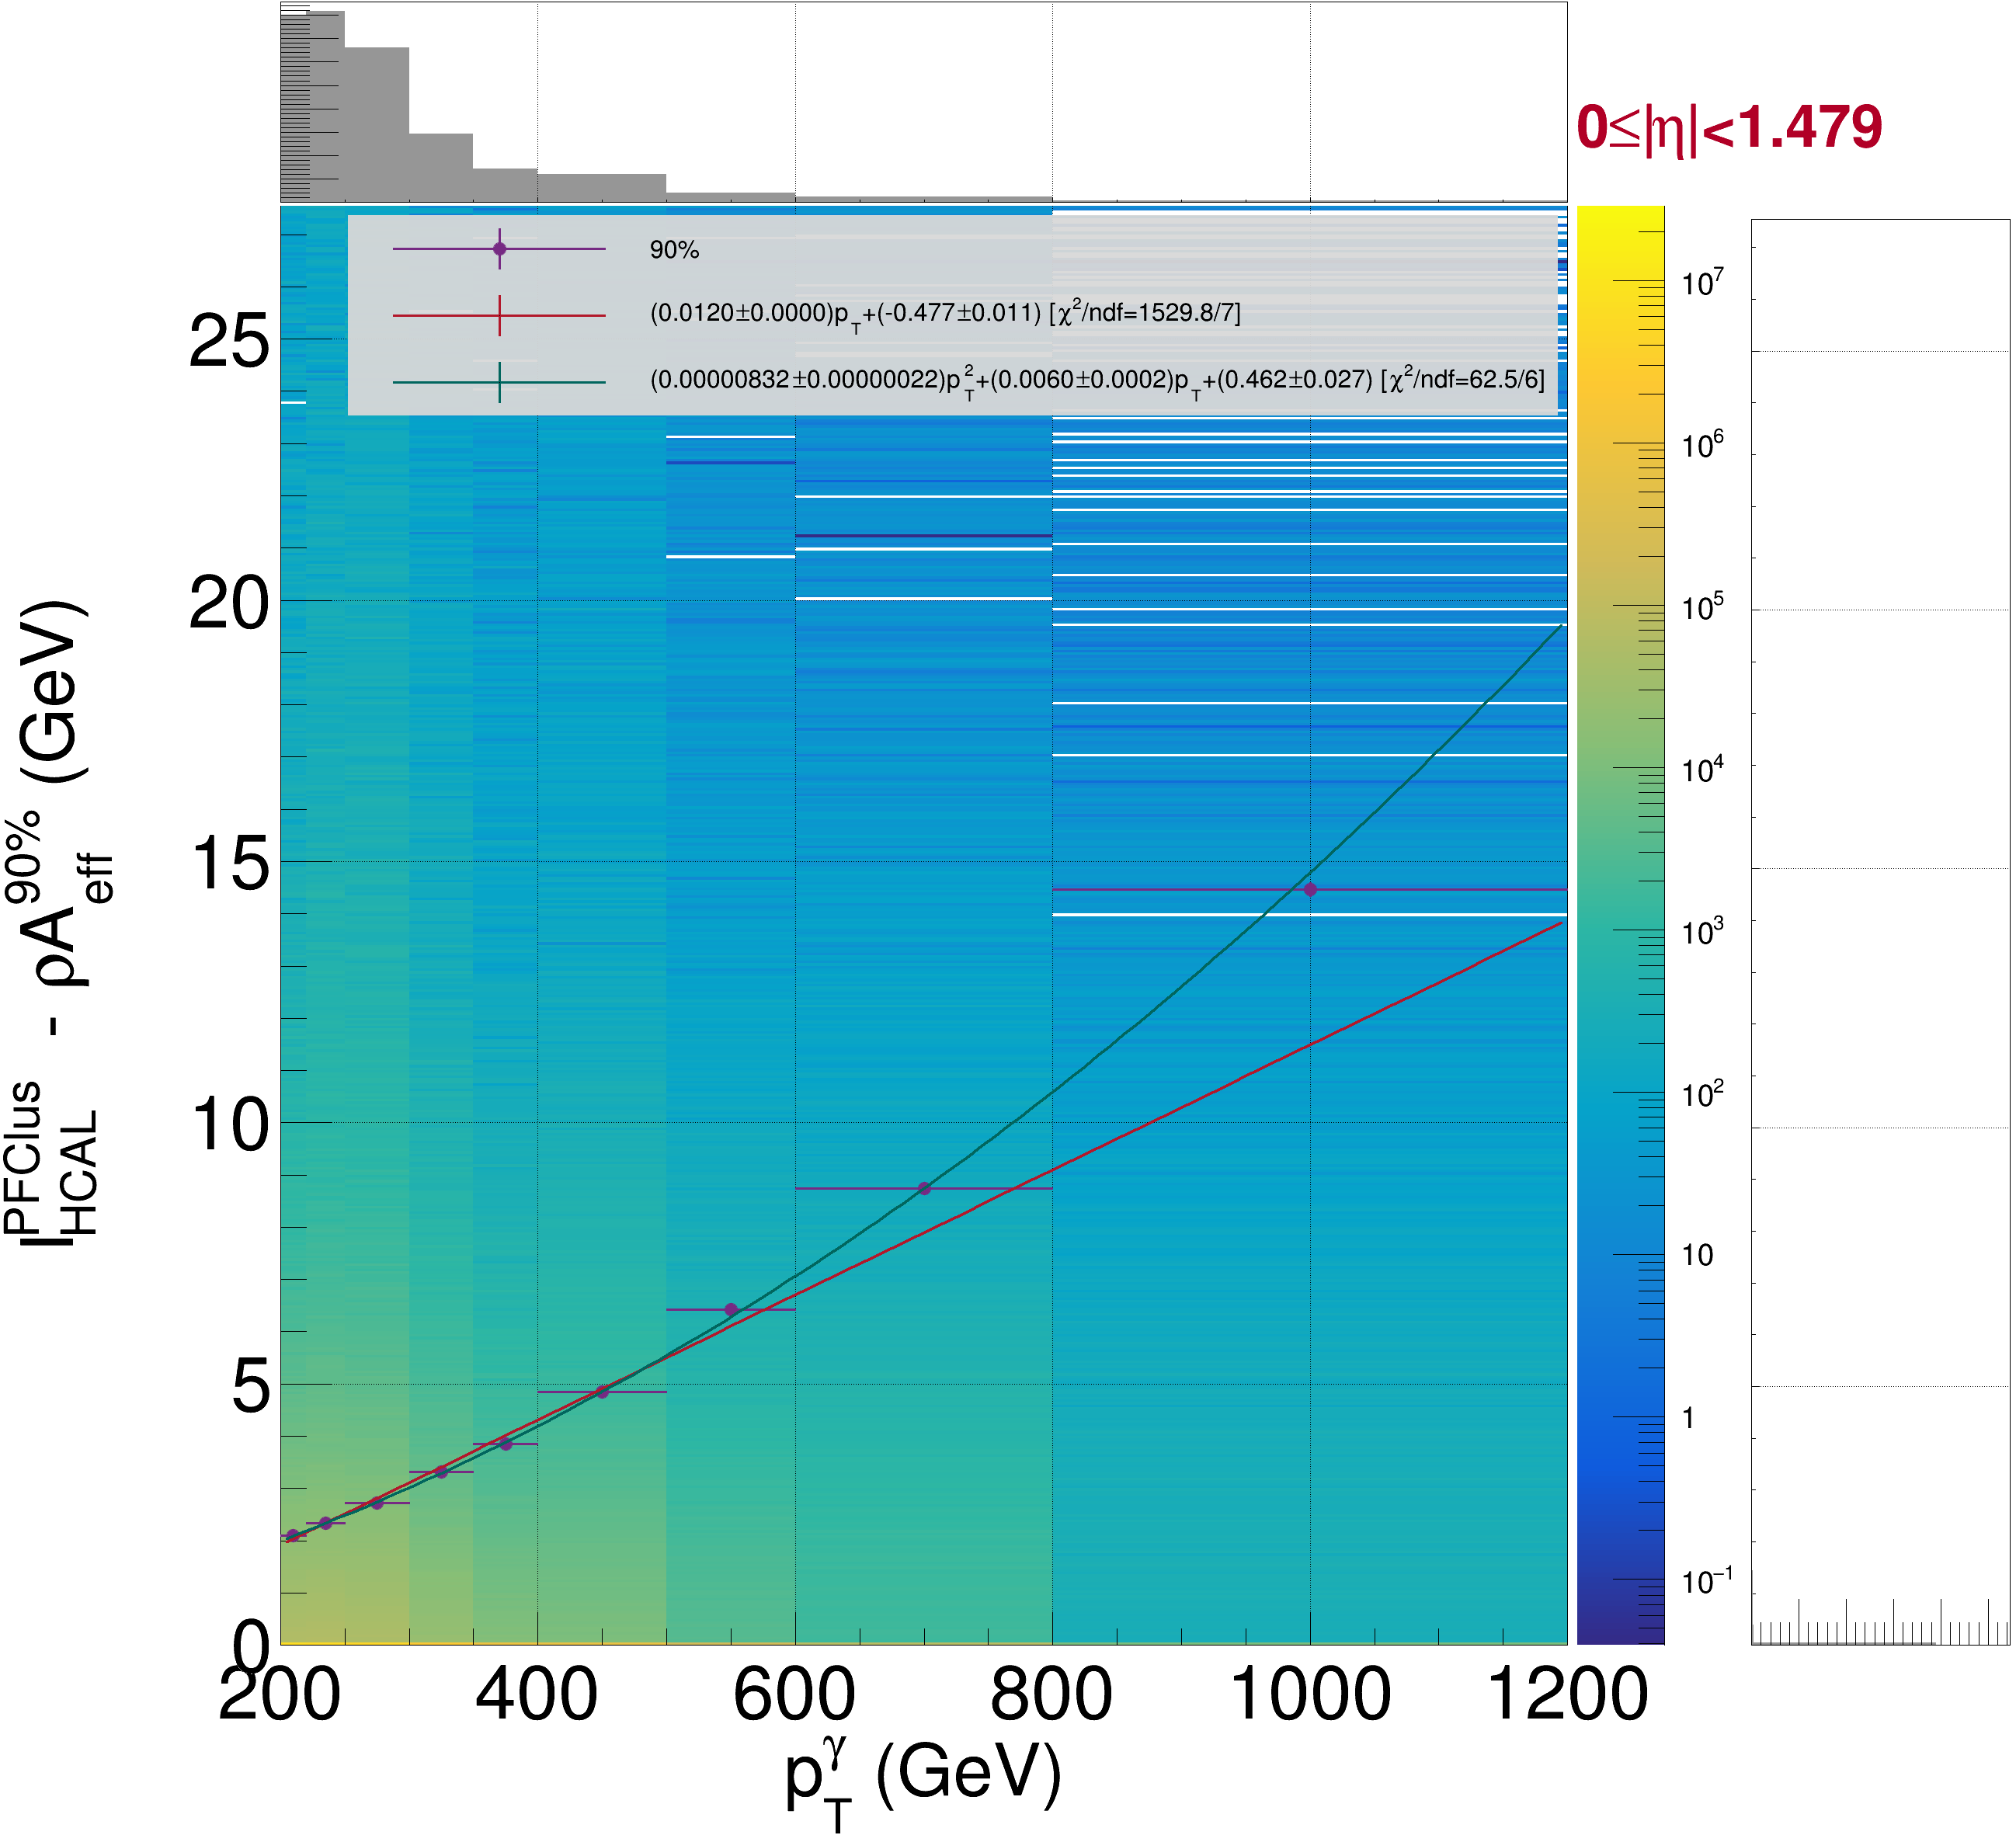 0≤|η|<1.479
90%
(0.0120±0.0000)p_T+(-0.477±0.011) [χ²/ndf=1529.8/7]
(0.00000832±0.00000022)p_T²+(0.0060±0.0002)p_T+(0.462±0.027) [χ²/ndf=62.5/6]
I_HCAL^PFClus - ρA_eff^90% (GeV)
25
20
15
10
5
0
200 400 600 800 1000 1200
p_T^γ (GeV)
10⁷
10⁶
10⁵
10⁴
10³
10²
10
1
10⁻¹